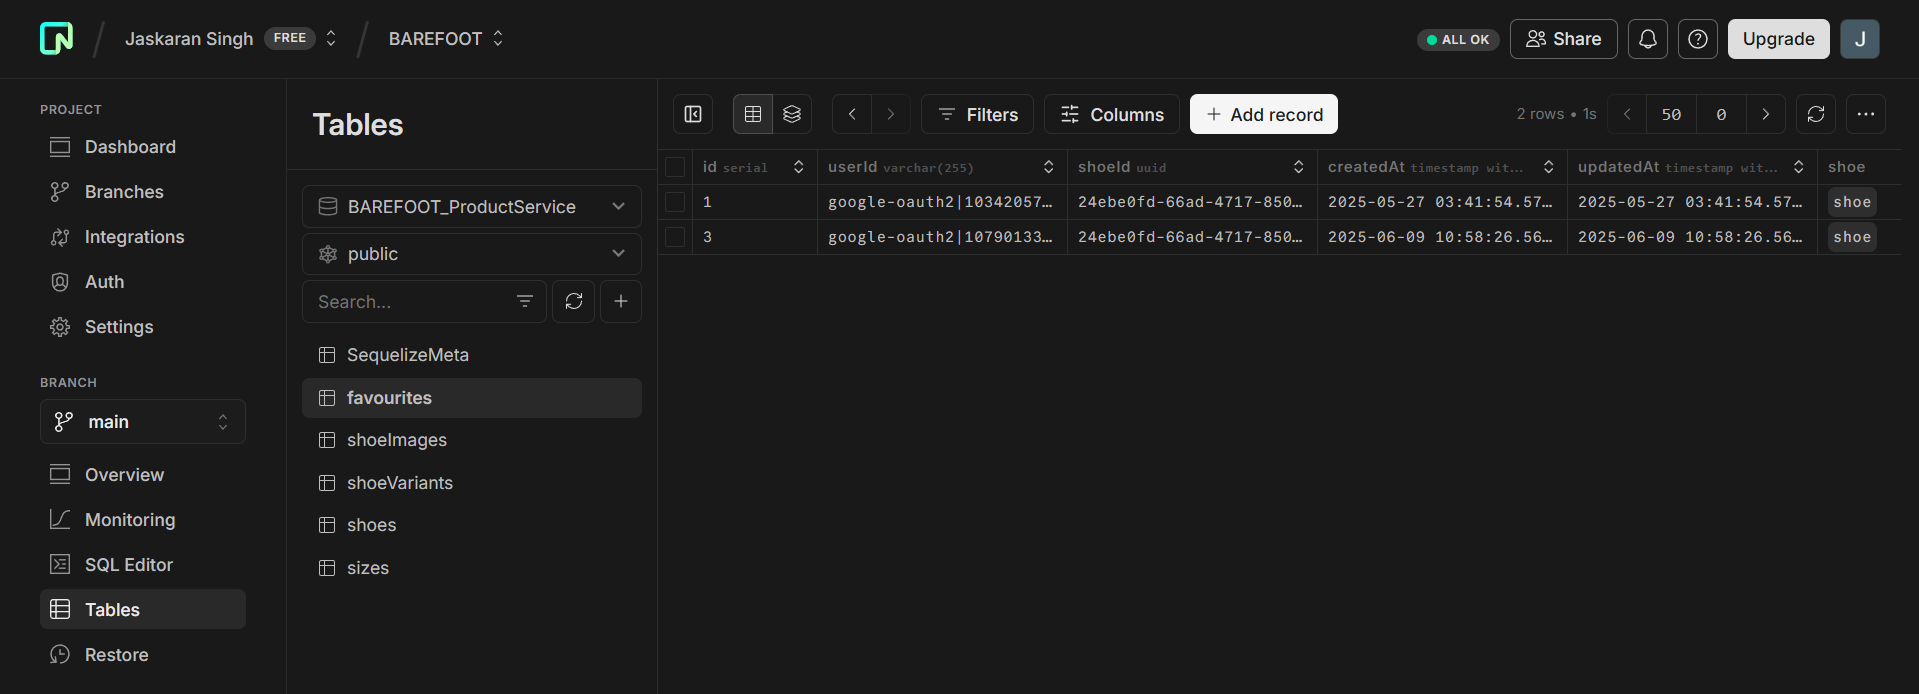 Jaskaran Singh FREE BAREFOOT
ALL OK Share Upgrade J
PROJECT
Dashboard
Branches
Integrations
Auth
Settings
BRANCH
main
Overview
Monitoring
SQL Editor
Tables
Restore
Tables
BAREFOOT_ProductService
public
Search...
SequelizeMeta
favourites
shoeImages
shoeVariants
shoes
sizes
Filters Columns Add record 2 rows • 1s 50 0
id serial userId varchar(255) shoeId uuid createdAt timestamp wit... updatedAt timestamp wit... shoe
1 google-oauth2|10342057… 24ebe0fd-66ad-4717-850… 2025-05-27 03:41:54.57… 2025-05-27 03:41:54.57… shoe
3 google-oauth2|10790133… 24ebe0fd-66ad-4717-850… 2025-06-09 10:58:26.56… 2025-06-09 10:58:26.56… shoe